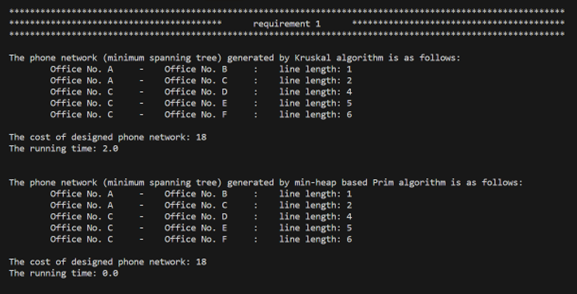 ****************************************************************************************************
**************************************     requirement 1     **************************************
****************************************************************************************************
The phone network (minimum spanning tree) generated by Kruskal algorithm is as follows:
Office No. A - Office No. B : line length: 1
Office No. A - Office No. C : line length: 2
Office No. C - Office No. D : line length: 4
Office No. C - Office No. E : line length: 5
Office No. C - Office No. F : line length: 6
The cost of designed phone network: 18
The running time: 2.0
The phone network (minimum spanning tree) generated by min-heap based Prim algorithm is as follows:
Office No. A - Office No. B : line length: 1
Office No. A - Office No. C : line length: 2
Office No. C - Office No. D : line length: 4
Office No. C - Office No. E : line length: 5
Office No. C - Office No. F : line length: 6
The cost of designed phone network: 18
The running time: 0.0